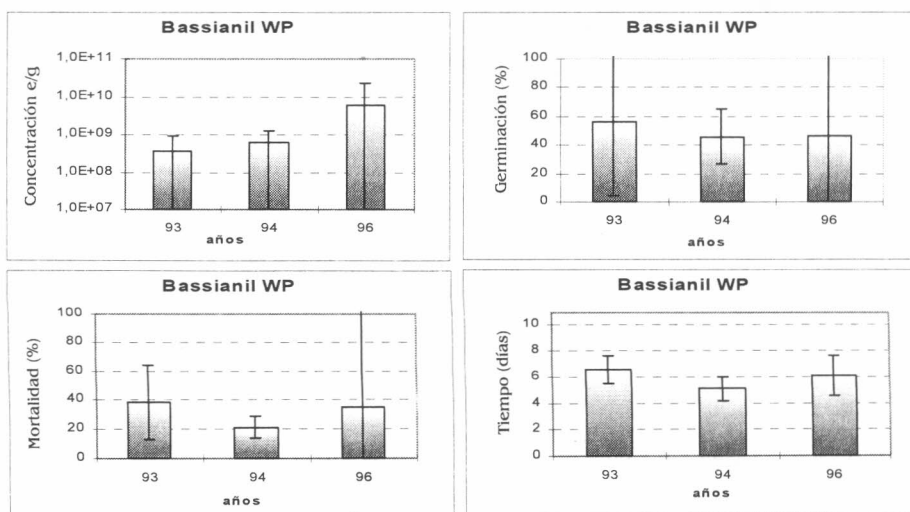 Bassianil WP
Concentración e/g
1,0E+11
1,0E+10
1,0E+09
1,0E+08
1,0E+07
93 94 96
años
Bassianil WP
Germinación (%)
100
80
60
40
20
0
93 94 96
años
Bassianil WP
Mortalidad (%)
100
80
60
40
20
0
93 94 96
años
Bassianil WP
Tiempo (días)
10
8
6
4
2
0
93 94 96
años